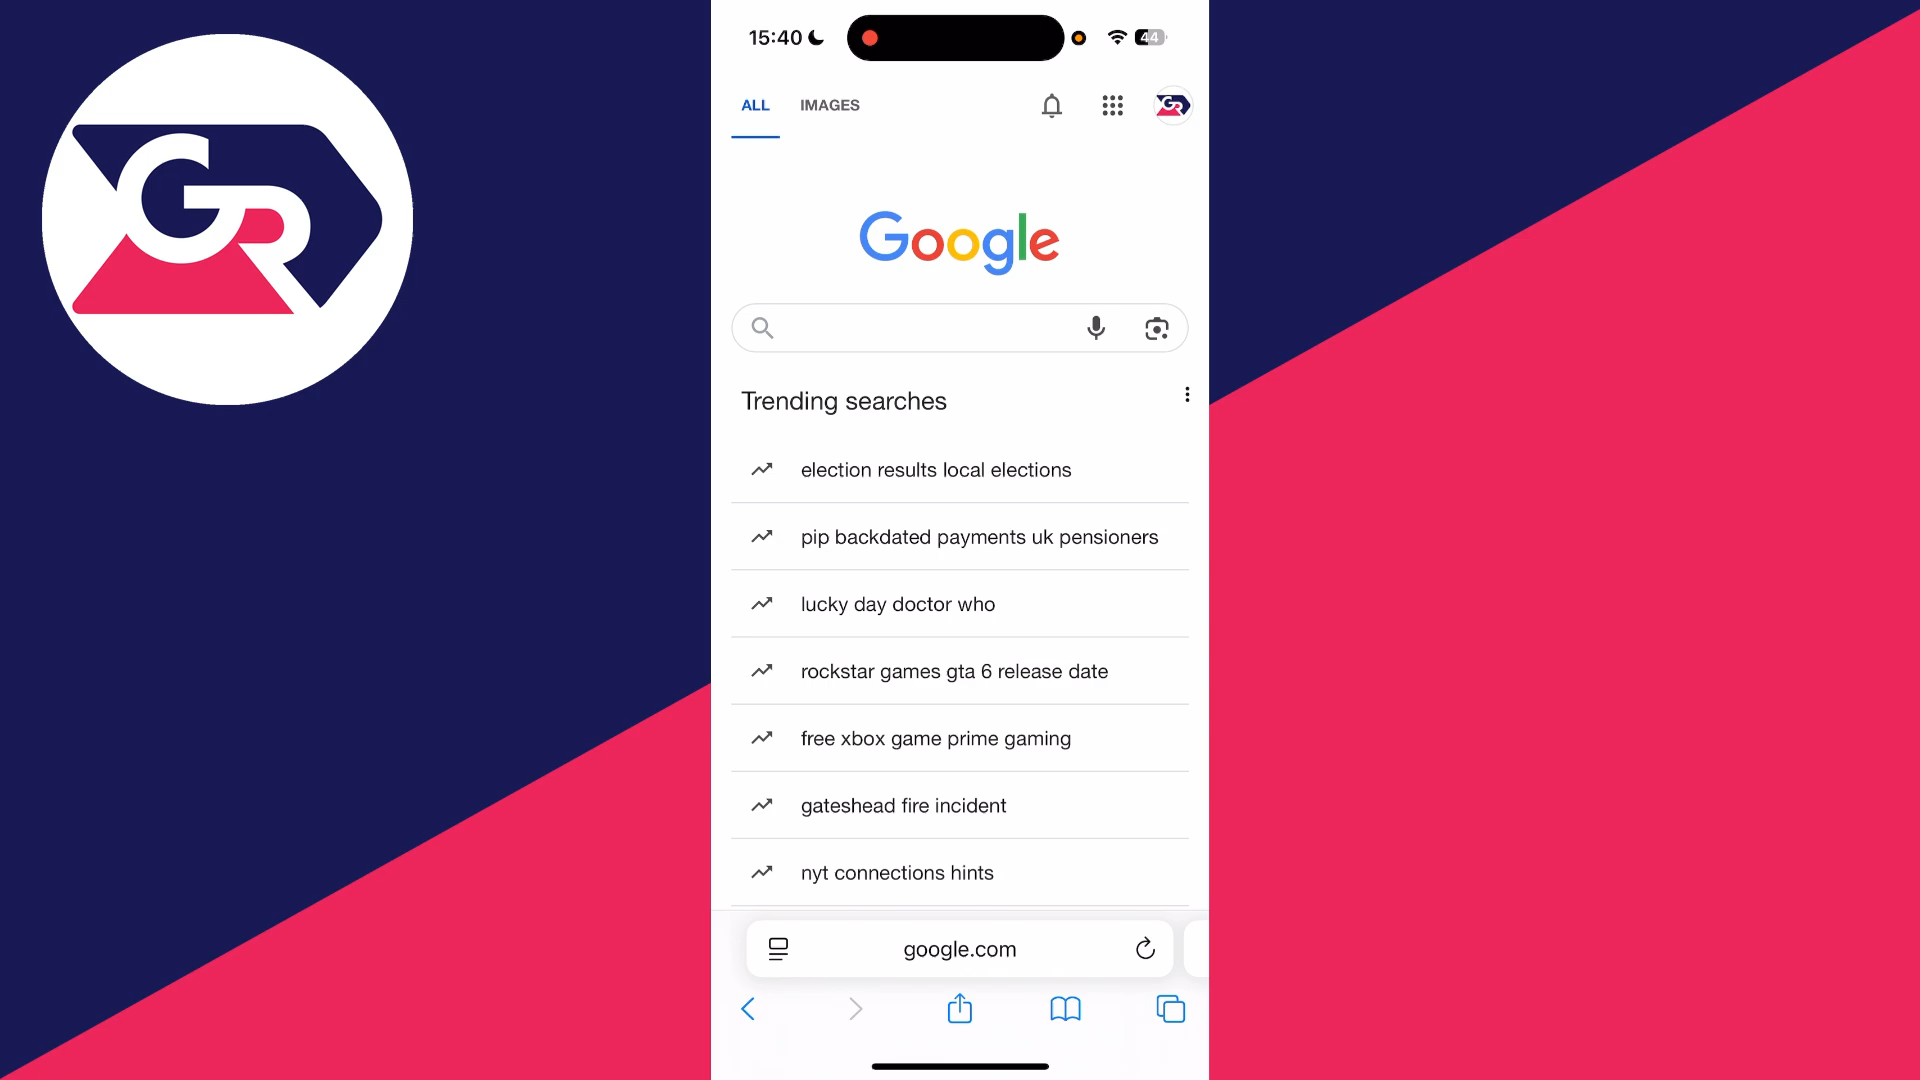 GR
15:40
44
ALL IMAGES
GR
Google
Trending searches
election results local elections
pip backdated payments uk pensioners
lucky day doctor who
rockstar games gta 6 release date
free xbox game prime gaming
gateshead fire incident
nyt connections hints
google.com